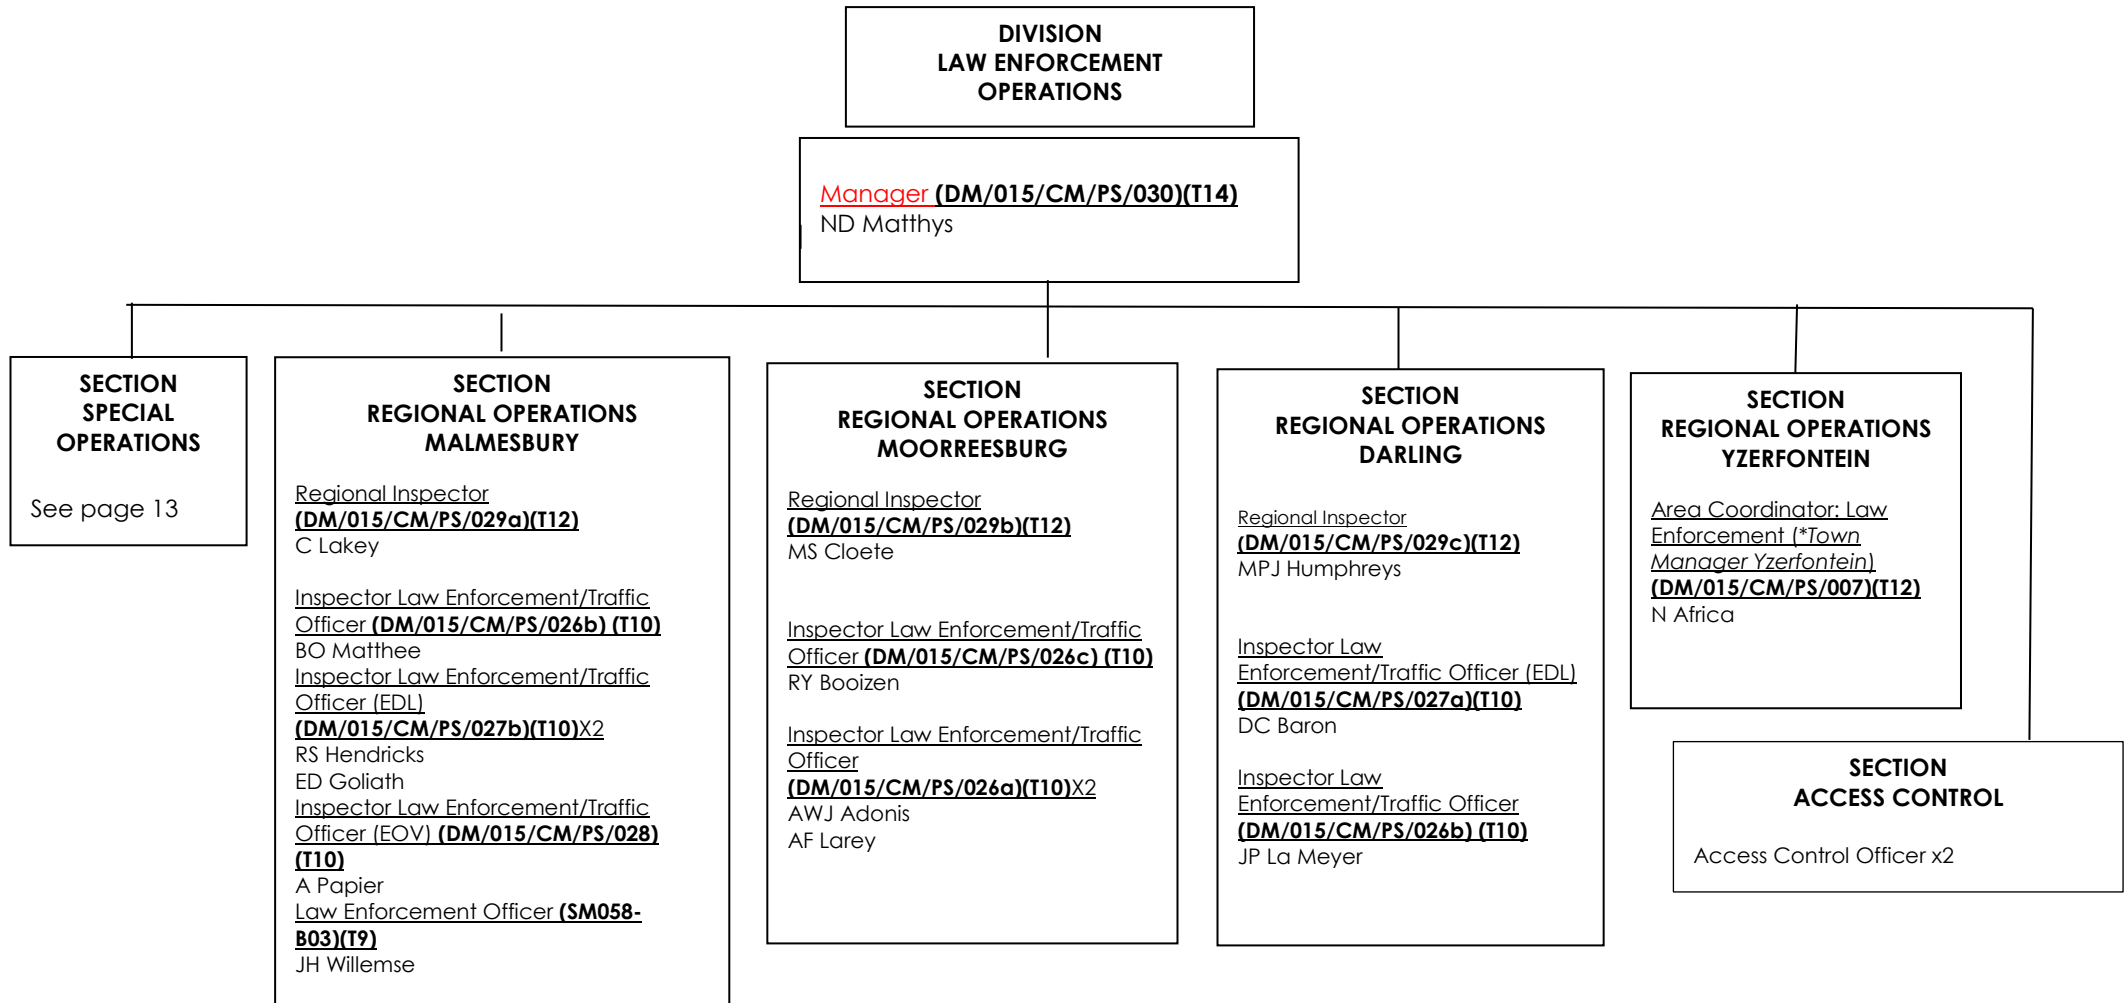 DIVISION
LAW ENFORCEMENT
OPERATIONS
Manager (DM/015/CM/PS/030)(T14)
ND Matthys
SECTION
SPECIAL
OPERATIONS
See page 13
SECTION
REGIONAL OPERATIONS
MALMESBURY
Regional Inspector
(DM/015/CM/PS/029a)(T12)
C Lakey
Inspector Law Enforcement/Traffic
Officer (DM/015/CM/PS/026b) (T10)
BO Matthee
Inspector Law Enforcement/Traffic
Officer (EDL)
(DM/015/CM/PS/027b)(T10)X2
RS Hendricks
ED Goliath
Inspector Law Enforcement/Traffic
Officer (EOV) (DM/015/CM/PS/028)
(T10)
A Papier
Law Enforcement Officer (SM058-
B03)(T9)
JH Willemse
SECTION
REGIONAL OPERATIONS
MOORREESBURG
Regional Inspector
(DM/015/CM/PS/029b)(T12)
MS Cloete
Inspector Law Enforcement/Traffic
Officer (DM/015/CM/PS/026c) (T10)
RY Booizen
Inspector Law Enforcement/Traffic
Officer
(DM/015/CM/PS/026a)(T10)X2
AWJ Adonis
AF Larey
SECTION
REGIONAL OPERATIONS
DARLING
Regional Inspector
(DM/015/CM/PS/029c)(T12)
MPJ Humphreys
Inspector Law
Enforcement/Traffic Officer (EDL)
(DM/015/CM/PS/027a)(T10)
DC Baron
Inspector Law
Enforcement/Traffic Officer
(DM/015/CM/PS/026b) (T10)
JP La Meyer
SECTION
REGIONAL OPERATIONS
YZERFONTEIN
Area Coordinator: Law
Enforcement (*Town
Manager Yzerfontein)
(DM/015/CM/PS/007)(T12)
N Africa
SECTION
ACCESS CONTROL
Access Control Officer x2